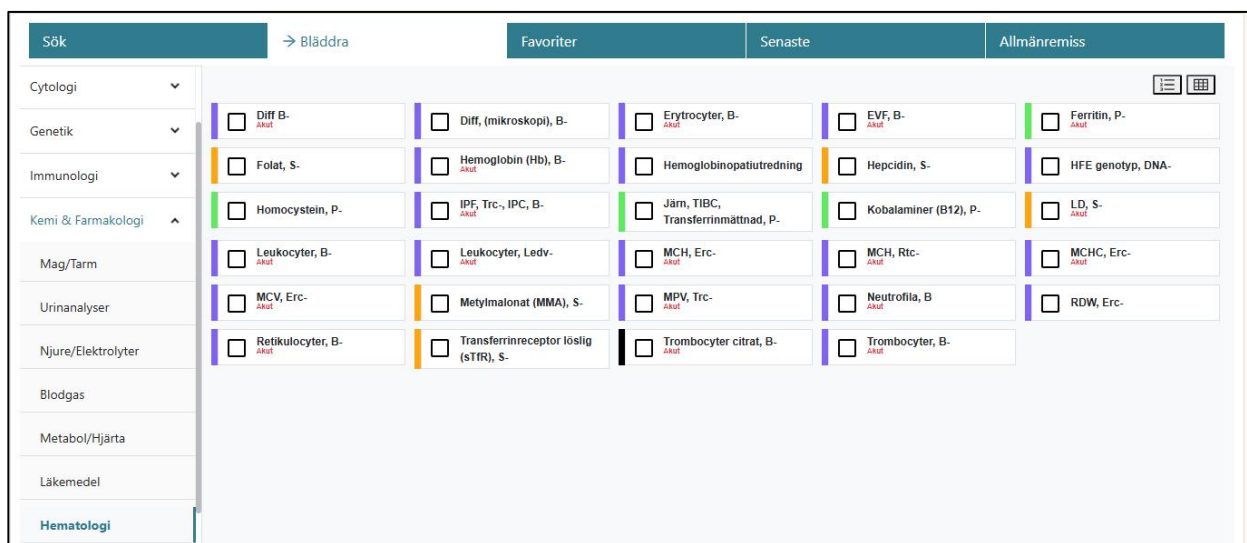 Sök
Bläddra
Favoriter
Senaste
Allmänremiss
Cytologi
Genetik
Immunologi
Kemi & Farmakologi
Mag/Tarm
Urinanalyser
Njure/Elektrolyter
Blodgas
Metabol/Hjärta
Läkemedel
Hematologi
Diff B-
Akut
Diff, (mikroskopi), B-
Erytrocyter, B-
Akut
EVF, B-
Akut
Ferritin, P-
Akut
Folat, S-
Hemoglobin (Hb), B-
Akut
Hemoglobinopatiutredning
Hepcidin, S-
HFE genotyp, DNA-
Homocystein, P-
IPF, Trc-, IPC, B-
Akut
Järn, TIBC,
Transferrinmättnad, P-
Kobalaminer (B12), P-
LD, S-
Akut
Leukocyter, B-
Akut
Leukocyter, Ledv-
Akut
MCH, Erc-
Akut
MCH, Rtc-
Akut
MCHC, Erc-
Akut
MCV, Erc-
Akut
Metylmalonat (MMA), S-
MPV, Trc-
Akut
Neutrofila, B
Akut
RDW, Erc-
Retikulocyter, B-
Akut
Transferrinreceptor löslig
(sTfR), S-
Trombocyter citrat, B-
Akut
Trombocyter, B-
Akut